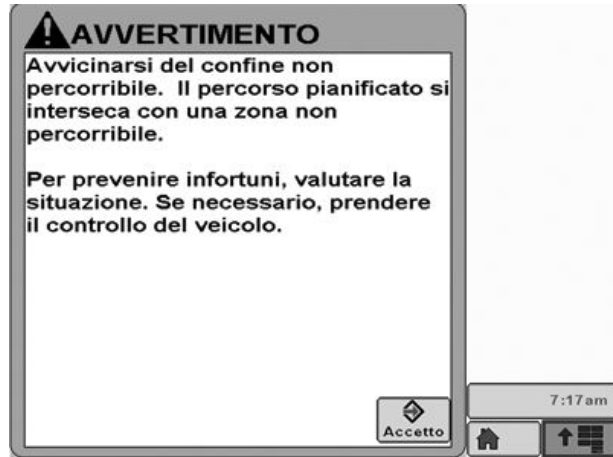 AVVERTIMENTO
Avvicinarsi del confine non
percorribile. Il percorso pianificato si
interseca con una zona non
percorribile.
Per prevenire infortuni, valutare la
situazione. Se necessario, prendere
il controllo del veicolo.
Accetto
7:17am